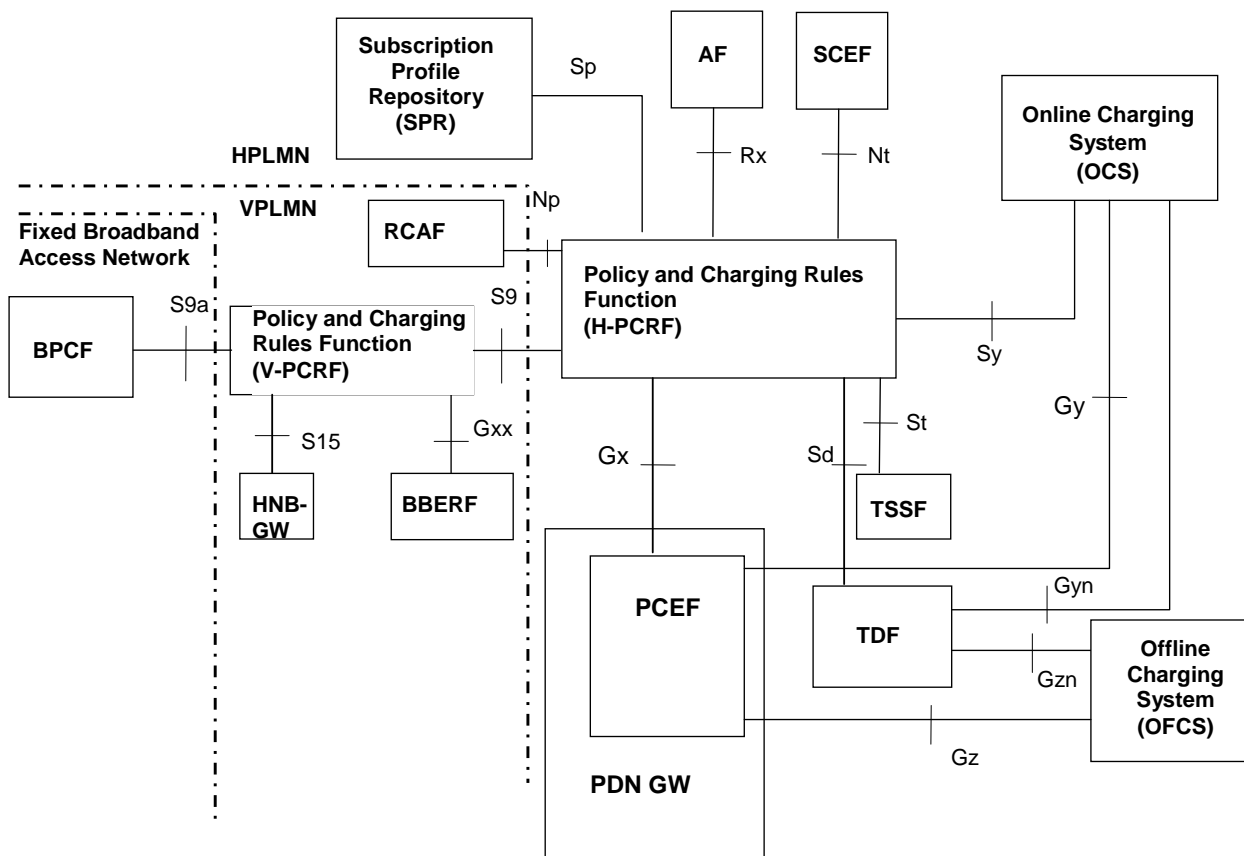 Subscription
Profile
Repository
(SPR)
Sp
AF
SCEF
Online Charging
System
(OCS)
HPLMN
Rx
Nt
VPLMN
Np
Fixed Broadband
Access Network
RCAF
Policy and Charging Rules
Function
(H-PCRF)
S9a
S9
BPCF
Policy and Charging
Rules Function
(V-PCRF)
Sy
Gy
S15
Gxx
Gx
Sd
St
HNB-
GW
BBERF
TSSF
PCEF
TDF
Gyn
Gzn
Offline
Charging
System
(OFCS)
Gz
PDN GW